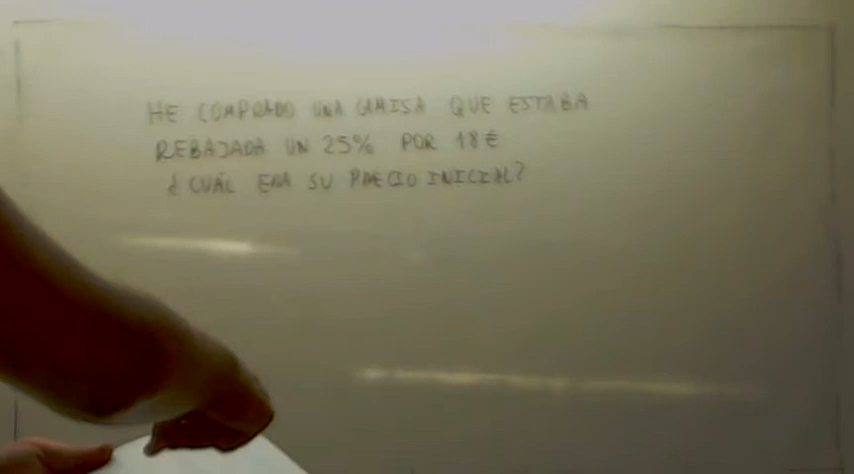 HE COMPRADO UNA CAMISA QUE ESTABA
REBAJADA UN 25% POR 18€
¿CUÁL ERA SU PRECIO INICIAL?